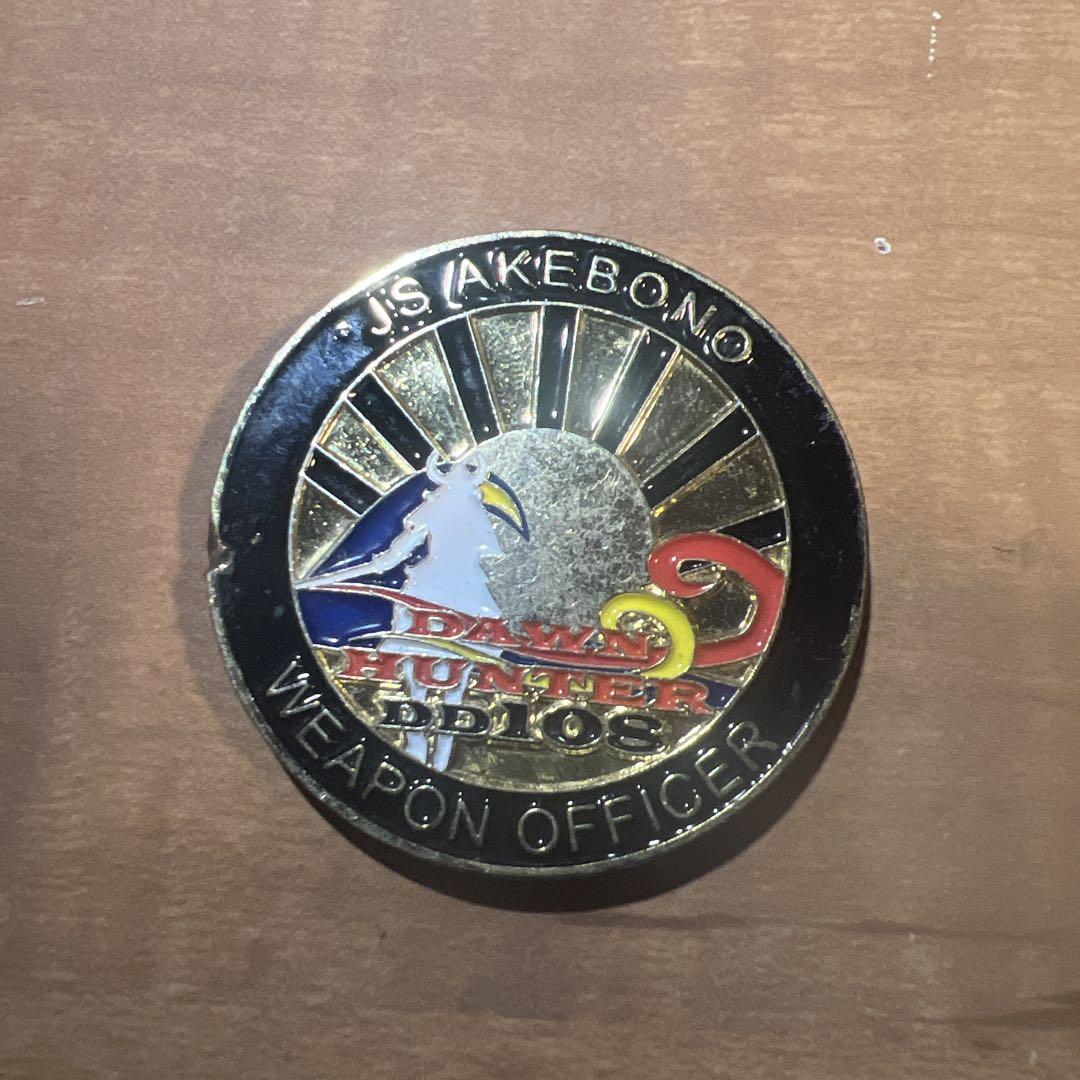 JS AKEBONO
DAWN
HUNTER
DD108
WEAPON OFFICER